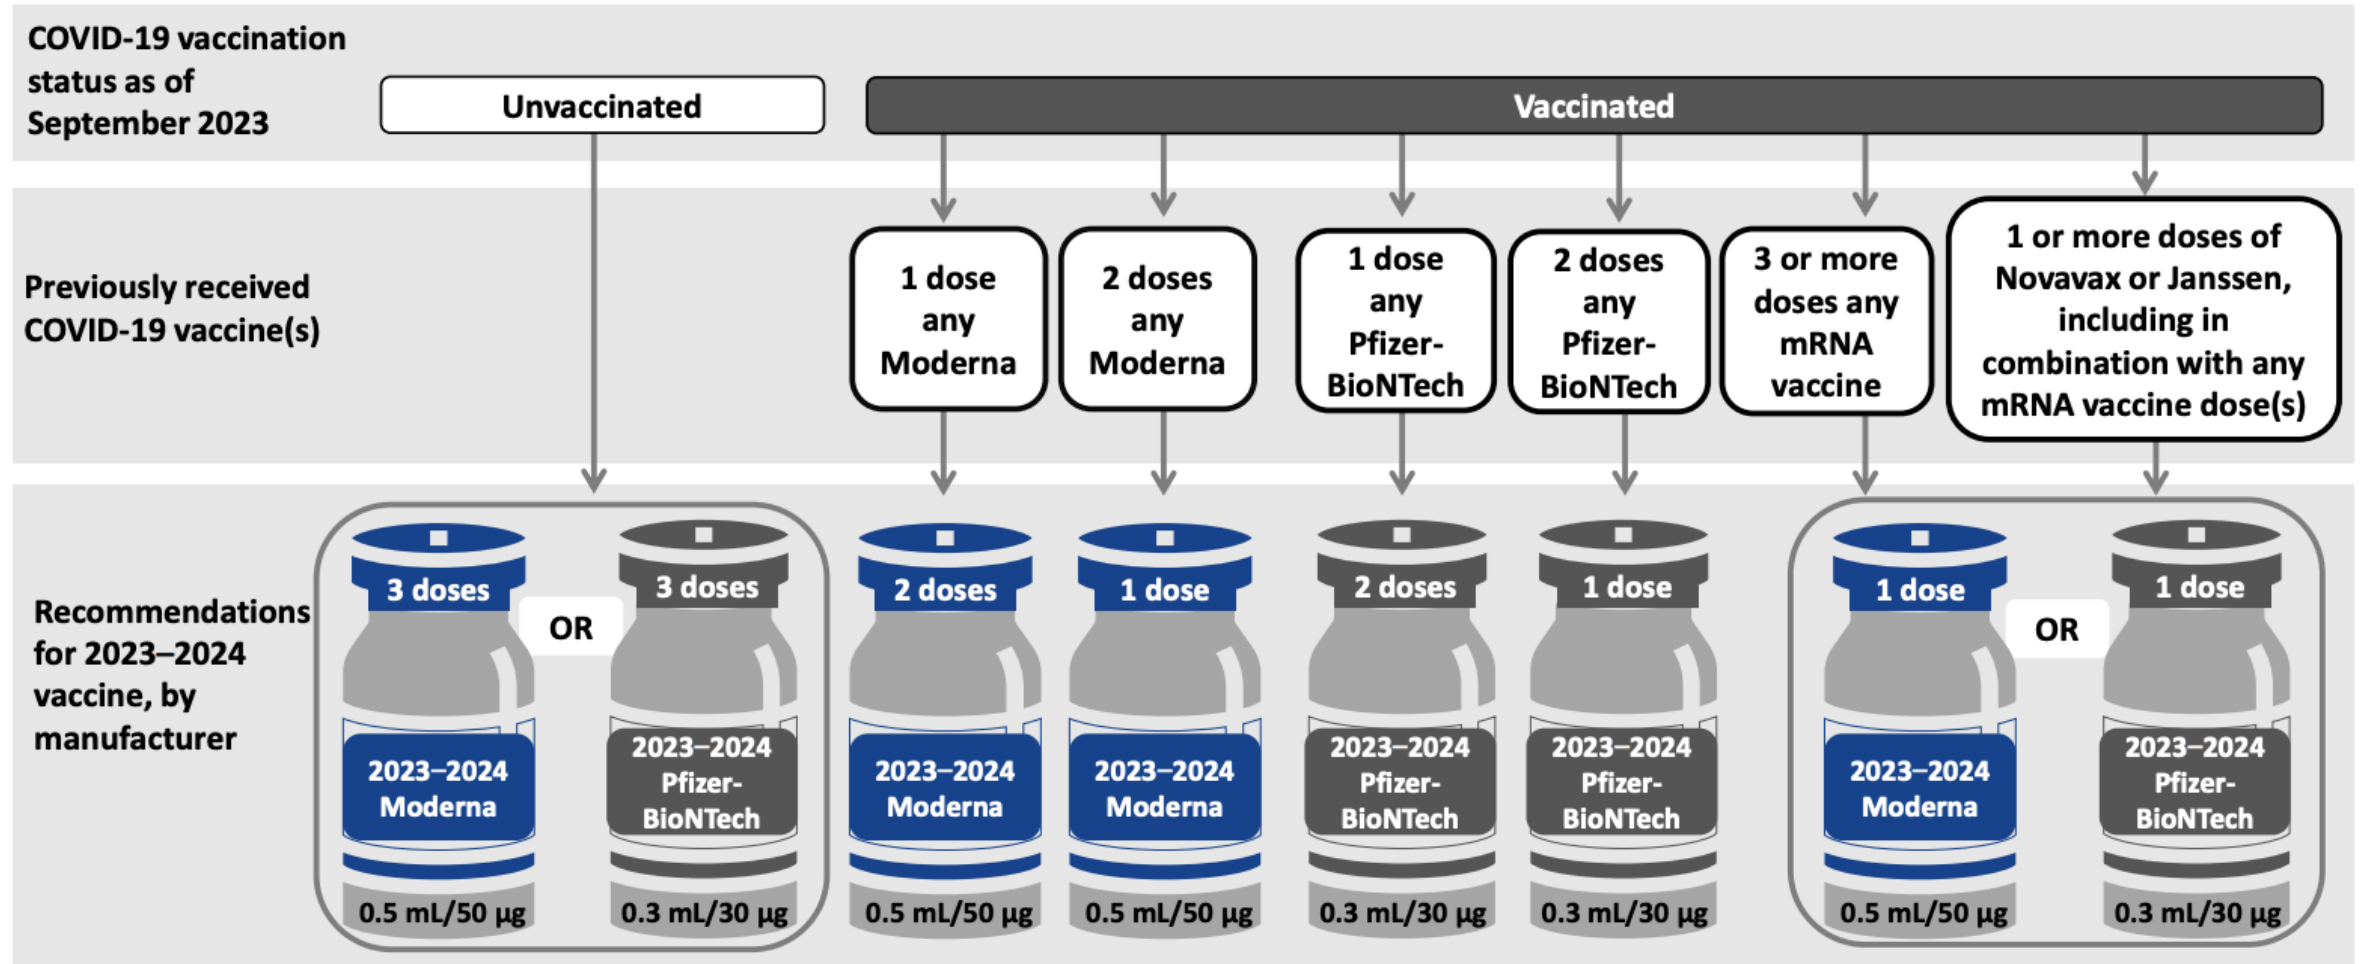 COVID-19 vaccination
status as of
September 2023
Unvaccinated
Vaccinated
Previously received
COVID-19 vaccine(s)
1 dose
any
Moderna
2 doses
any
Moderna
1 dose
any
Pfizer-
BioNTech
2 doses
any
Pfizer-
BioNTech
3 or more
doses any
mRNA
vaccine
1 or more doses of
Novavax or Janssen,
including in
combination with any
mRNA vaccine dose(s)
Recommendations
for 2023–2024
vaccine, by
manufacturer
3 doses
2023–2024
Moderna
0.5 mL/50 µg
OR
3 doses
2023–2024
Pfizer-
BioNTech
0.3 mL/30 µg
2 doses
2023–2024
Moderna
0.5 mL/50 µg
1 dose
2023–2024
Moderna
0.5 mL/50 µg
2 doses
2023–2024
Pfizer-
BioNTech
0.3 mL/30 µg
1 dose
2023–2024
Pfizer-
BioNTech
0.3 mL/30 µg
1 dose
2023–2024
Moderna
0.5 mL/50 µg
OR
1 dose
2023–2024
Pfizer-
BioNTech
0.3 mL/30 µg